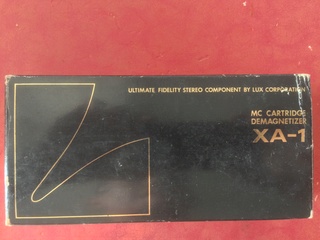 ULTIMATE FIDELITY STEREO COMPONENT BY LUX CORPORATION
MC CARTRIDGE
DEMAGNETIZER
XA-1